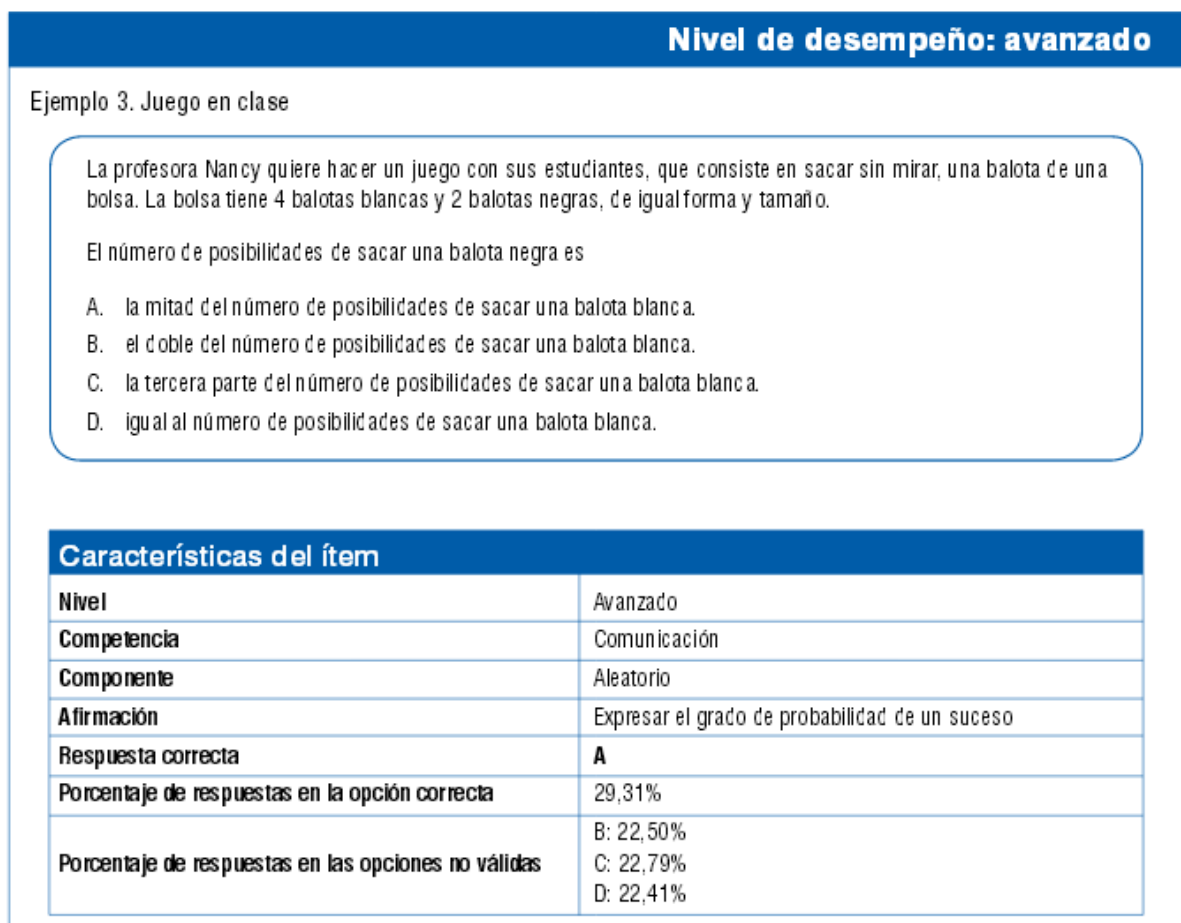 Nivel de desempeño: avanzado
Ejemplo 3. Juego en clase
La profesora Nancy quiere hacer un juego con sus estudiantes, que consiste en sacar sin mirar, una balota de una
bolsa. La bolsa tiene 4 balotas blancas y 2 balotas negras, de igual forma y tamaño.
El número de posibilidades de sacar una balota negra es
A. la mitad del número de posibilidades de sacar una balota blanca.
B. el doble del número de posibilidades de sacar una balota blanca.
C. la tercera parte del número de posibilidades de sacar una balota blanca.
D. igual al número de posibilidades de sacar una balota blanca.
Características del ítem
Nivel Avanzado
Competencia Comunicación
Componente Aleatorio
Afirmación Expresar el grado de probabilidad de un suceso
Respuesta correcta A
Porcentaje de respuestas en la opción correcta 29,31%
Porcentaje de respuestas en las opciones no válidas
B: 22,50%
C: 22,79%
D: 22,41%